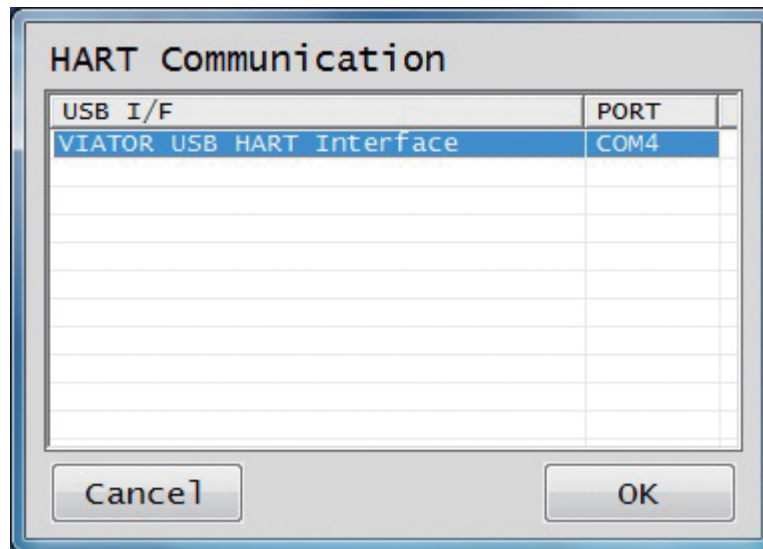 HART Communication
USB I/F PORT
VIATOR USB HART Interface COM4
Cancel OK